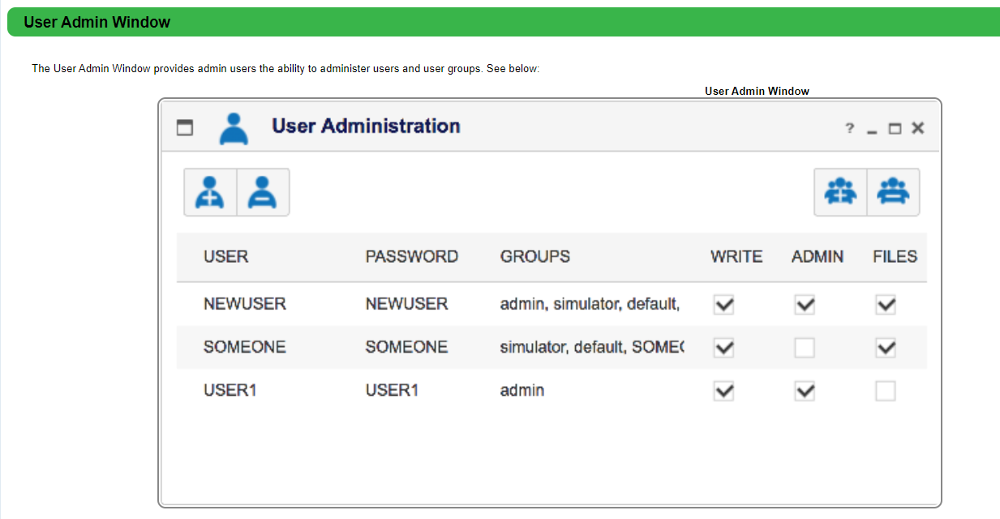 User Admin Window
The User Admin Window provides admin users the ability to administer users and user groups. See below:
User Admin Window
User Administration ?
USER PASSWORD GROUPS WRITE ADMIN FILES
NEWUSER NEWUSER admin, simulator, default,
SOMEONE SOMEONE simulator, default,
USER1 USER1 admin